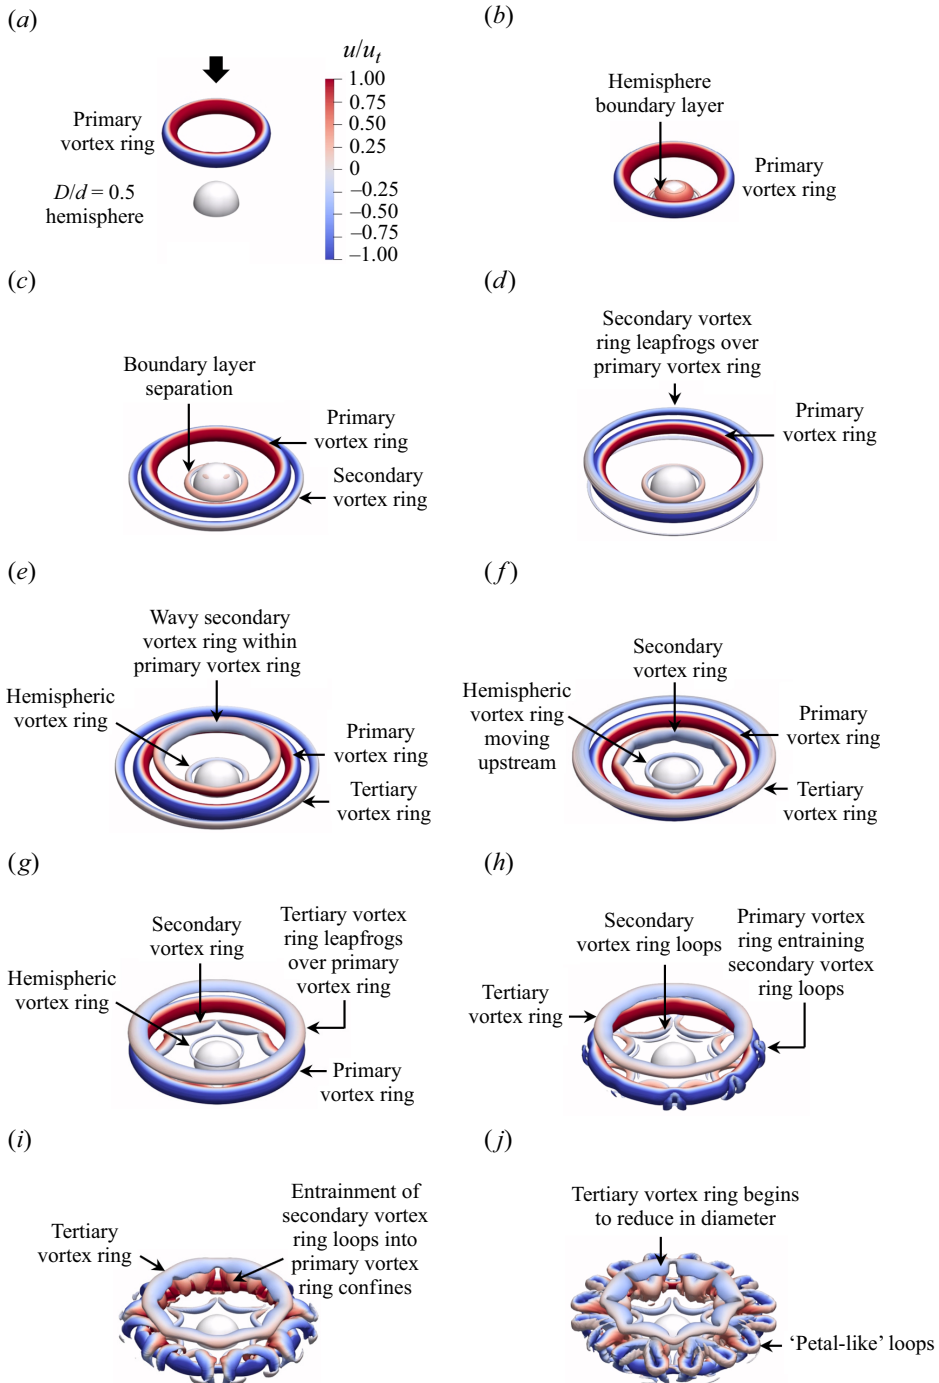 (a)
u/u_t
Primary
vortex ring
D/d = 0.5
hemisphere
1.00
0.75
0.50
0.25
0
–0.25
–0.50
–0.75
–1.00
(b)
Hemisphere
boundary layer
Primary
vortex ring
(c)
Boundary layer
separation
Primary
vortex ring
Secondary
vortex ring
(d)
Secondary vortex
ring leapfrogs over
primary vortex ring
Primary
vortex ring
(e)
Wavy secondary
vortex ring within
primary vortex ring
Hemispheric
vortex ring
Primary
vortex ring
Tertiary
vortex ring
(f)
Secondary
vortex ring
Hemispheric
vortex ring
moving
upstream
Primary
vortex ring
Tertiary
vortex ring
(g)
Secondary
vortex ring
Tertiary vortex
ring leapfrogs
over primary
vortex ring
Hemispheric
vortex ring
Primary
vortex ring
(h)
Secondary
vortex ring loops
Primary vortex
ring entraining
secondary vortex
ring loops
Tertiary
vortex ring
(i)
Tertiary
vortex ring
Entrainment of
secondary vortex
ring loops into
primary vortex
ring confines
(j)
Tertiary vortex ring begins
to reduce in diameter
‘Petal-like’ loops